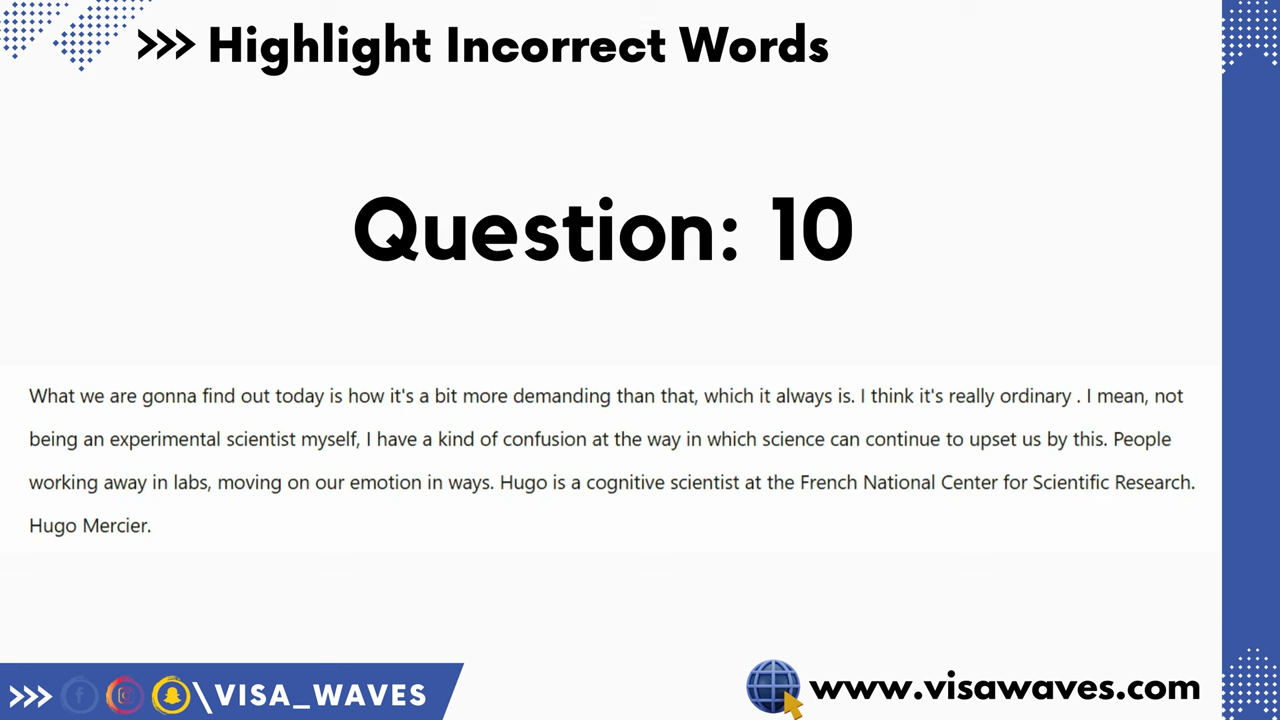 >>> Highlight Incorrect Words
Question: 10
What we are gonna find out today is how it's a bit more demanding than that, which it always is. I think it's really ordinary . I mean, not
being an experimental scientist myself, I have a kind of confusion at the way in which science can continue to upset us by this. People
working away in labs, moving on our emotion in ways. Hugo is a cognitive scientist at the French National Center for Scientific Research.
Hugo Mercier.
>>> \VISA_WAVES
www.visawaves.com